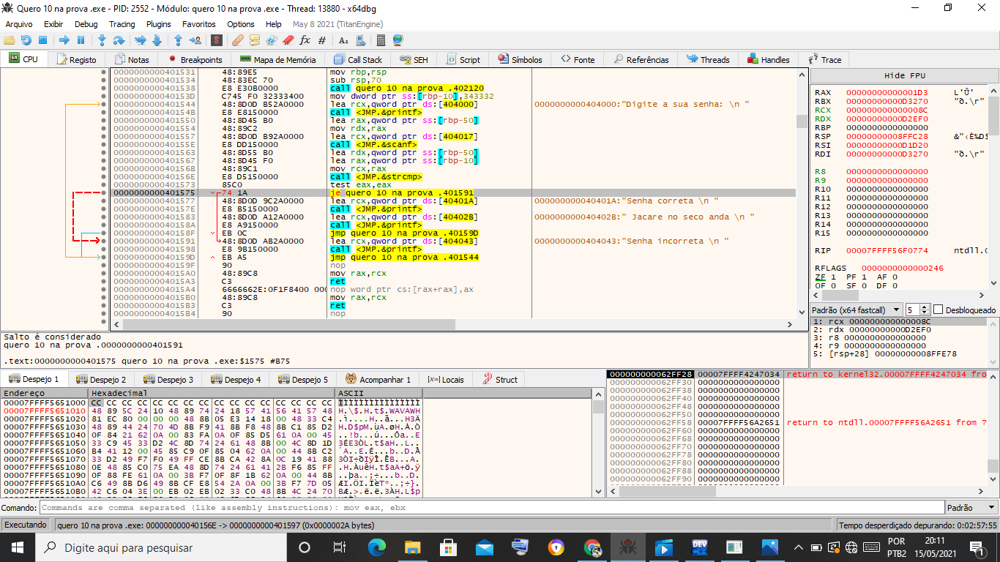 Quero 10 na prova .exe - PID: 2552 - Módulo: quero 10 na prova .exe - Thread: 13880 - x64dbg
Arquivo Exibir Debug Tracing Plugins Favoritos Options Help May 8 2021 (TitanEngine)
CPU Registo Notas Breakpoints Mapa de Memória Call Stack SEH Script Símbolos Fonte Referências Threads Handles Trace
0000000000401531 48:89E5 mov rbp,rsp
0000000000401534 48:83EC 70 sub rsp,70
0000000000401538 E8 E30B0000 call quero 10 na prova .402120
000000000040153D C745 F0 32333400 mov dword ptr ss:[rbp-10],343332
0000000000401544 48:8D0D B52A0000 lea rcx,qword ptr ds:[404000] 0000000000404000:"Digite a sua senha: \n "
000000000040154B E8 E8150000 call <JMP.&printf>
0000000000401550 48:8D45 B0 lea rax,qword ptr ss:[rbp-50]
0000000000401554 48:89C2 mov rdx,rax
0000000000401557 48:8D0D B92A0000 lea rcx,qword ptr ds:[404017]
000000000040155E E8 DD150000 call <JMP.&scanf>
0000000000401563 48:8D55 B0 lea rdx,qword ptr ss:[rbp-50]
0000000000401567 48:8D45 F0 lea rax,qword ptr ss:[rbp-10]
000000000040156B 48:89C1 mov rcx,rax
000000000040156E E8 D5150000 call <JMP.&strcmp>
0000000000401573 85C0 test eax,eax
0000000000401575 74 1A je quero 10 na prova .401591
0000000000401577 48:8D0D 9C2A0000 lea rcx,qword ptr ds:[40401A] 000000000040401A:"Senha correta \n "
000000000040157E E8 B5150000 call <JMP.&printf>
0000000000401583 48:8D0D A12A0000 lea rcx,qword ptr ds:[40402B] 000000000040402B:" Jacare no seco anda \n "
000000000040158A E8 A9150000 call <JMP.&printf>
000000000040158F EB 0C jmp quero 10 na prova .40159D
0000000000401591 48:8D0D AB2A0000 lea rcx,qword ptr ds:[404043] 0000000000404043:"Senha incorreta \n "
0000000000401598 E8 9B150000 call <JMP.&printf>
000000000040159D EB A5 jmp quero 10 na prova .401544
000000000040159F 90 nop
00000000004015A0 48:89C8 mov rax,rcx
00000000004015A3 C3 ret
00000000004015A4 6666662E:0F1F8400 000 nop word ptr cs:[rax+rax],ax
00000000004015B0 48:89C8 mov rax,rcx
00000000004015B3 C3 ret
00000000004015B4 90 nop
Hide FPU
RAX 00000000000001D3
RBX 00000000000D3270
RCX 000000000000008C
RDX 00000000000D2EF0
RBP 0000000000000000
RSP 00000000008FFC28
RSI 00000000000D1D20
RDI 00000000000D3270
R8 0000000000000000
R9 0000000000000000
R10 0000000000000000
R11 0000000000000000
R12 0000000000000000
R13 0000000000000000
R14 0000000000000000
R15 0000000000000000
RIP 00007FFFF56F0774 ntdll.
RFLAGS 0000000000000246
ZF 1 PF 1 AF 0
OF 0 SF 0 DF 0
Padrão (x64 fastcall) 5 Desbloqueado
1: rcx 000000000000008C
2: rdx 00000000000D2EF0
3: r8 0000000000000000
4: r9 0000000000000000
5: [rsp+28] 00000000008FFE78
Salto é considerado
quero 10 na prova .0000000000401591
.text:0000000000401575 quero 10 na prova .exe:$1575 #B75
Despejo 1 Despejo 2 Despejo 3 Despejo 4 Despejo 5 Acompanhar 1 Locais Struct
Endereço Hexadecimal ASCII
00007FFFF5651000 CC CC CC CC CC CC CC CC CC CC CC CC CC CC CC CC
00007FFFF5651010 48 89 5C 24 10 48 89 74 24 18 57 41 56 41 57 48
00007FFFF5651020 81 EC 80 00 00 00 48 8B 05 E3 14 18 00 48 33 C4
00007FFFF5651030 48 89 44 24 70 4D 8B F9 41 8B F8 48 8B C1 85 D2
00007FFFF5651040 0F 84 21 62 0A 00 83 FA 0A 0F 85 D5 61 0A 00 45
00007FFFF5651050 33 C9 45 33 D2 4C 8D 74 24 61 48 8B 00 4C 8D 1D
00007FFFF5651060 B4 41 12 00 45 85 C9 0F 85 04 62 0A 00 44 8B C2
00007FFFF5651070 33 D2 49 F7 F0 49 FF CE 8B CA 42 8A 0C 19 41 88
00007FFFF5651080 0E 48 85 C0 75 EA 48 8D 74 24 61 41 2B F6 85 FF
00007FFFF5651090 0F 88 FE 61 0A 00 3B F7 0F 8F 1B 62 0A 00 44 8B
00007FFFF56510A0 C6 49 8B D6 49 8B CF E8 54 2A 0A 00 3B F7 7D 05
00007FFFF56510B0 42 C6 04 3E 00 EB 02 EB 02 33 C0 48 8B 4C 24 70
000000000062FF28 00007FFFF4247034 return to kernel32.00007FFFF4247034 fro
000000000062FF30 0000000000000000
000000000062FF38 0000000000000000
000000000062FF40 0000000000000000
000000000062FF48 0000000000000000
000000000062FF50 0000000000000000
000000000062FF58 00007FFFF56A2651 return to ntdll.00007FFFF56A2651 from ?
000000000062FF60 0000000000000000
000000000062FF68 0000000000000000
000000000062FF70 0000000000000000
000000000062FF78 0000000000000000
000000000062FF80 0000000000000000
000000000062FF88 0000000000000000
000000000062FF90 0000000000000000
Comando: Commands are comma separated (like assembly instructions): mov eax, ebx Padrão
Executando quero 10 na prova .exe: 000000000040156E -> 0000000000401597 (0x0000002A bytes) Tempo desperdiçado depurando: 0:02:57:55
Digite aqui para pesquisar
POR
PTB2
20:11
15/05/2021